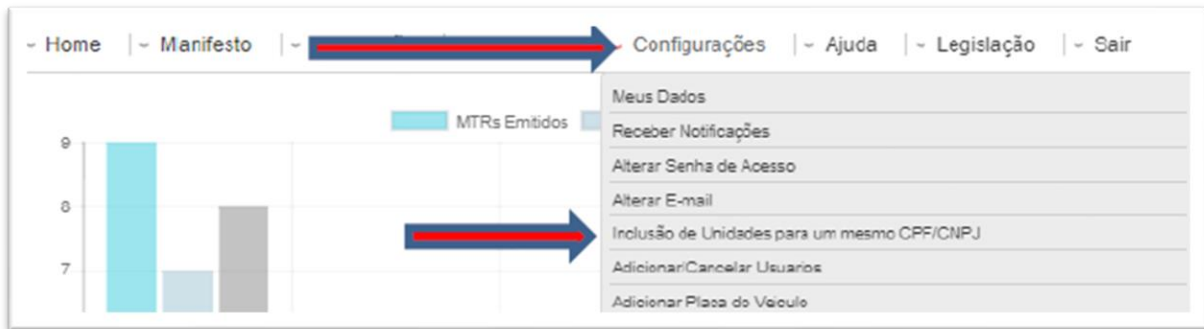 Home Manifesto Configurações Ajuda Legislação Sair
Meus Dados
MTRs Emitidos
Receber Notificações
9
Alterar Senha de Acesso
8
Alterar E-mail
Inclusão de Unidades para um mesmo CPF/CNPJ
7
Adicionar/Cancelar Usuarios
Adicionar Placa do Veiculo